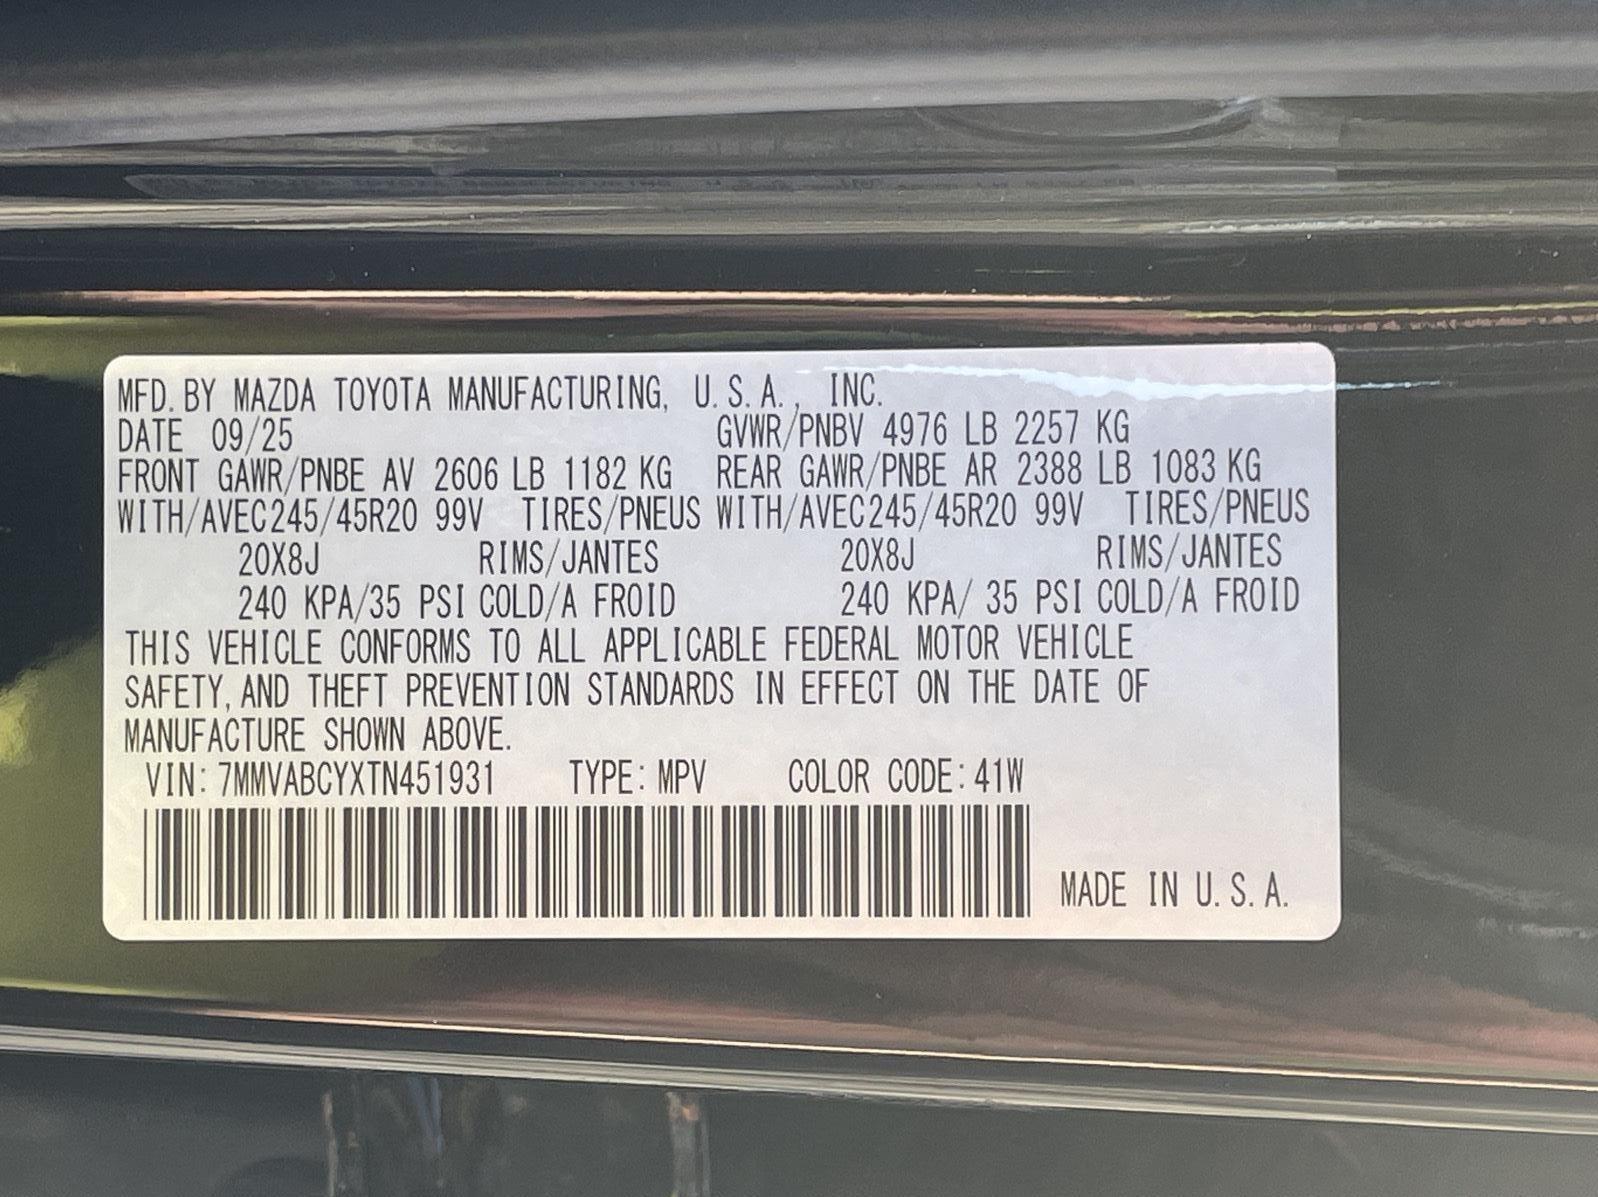 MFD. BY MAZDA TOYOTA MANUFACTURING, U.S.A., INC.
DATE 09/25 GVWR/PNBV 4976 LB 2257 KG
FRONT GAWR/PNBE AV 2606 LB 1182 KG REAR GAWR/PNBE AR 2388 LB 1083 KG
WITH/AVEC245/45R20 99V TIRES/PNEUS WITH/AVEC245/45R20 99V TIRES/PNEUS
20X8J RIMS/JANTES 20X8J RIMS/JANTES
240 KPA/35 PSI COLD/A FROID 240 KPA/ 35 PSI COLD/A FROID
THIS VEHICLE CONFORMS TO ALL APPLICABLE FEDERAL MOTOR VEHICLE
SAFETY, AND THEFT PREVENTION STANDARDS IN EFFECT ON THE DATE OF
MANUFACTURE SHOWN ABOVE.
VIN: 7MMVABCYXTN451931 TYPE: MPV COLOR CODE: 41W
MADE IN U.S.A.